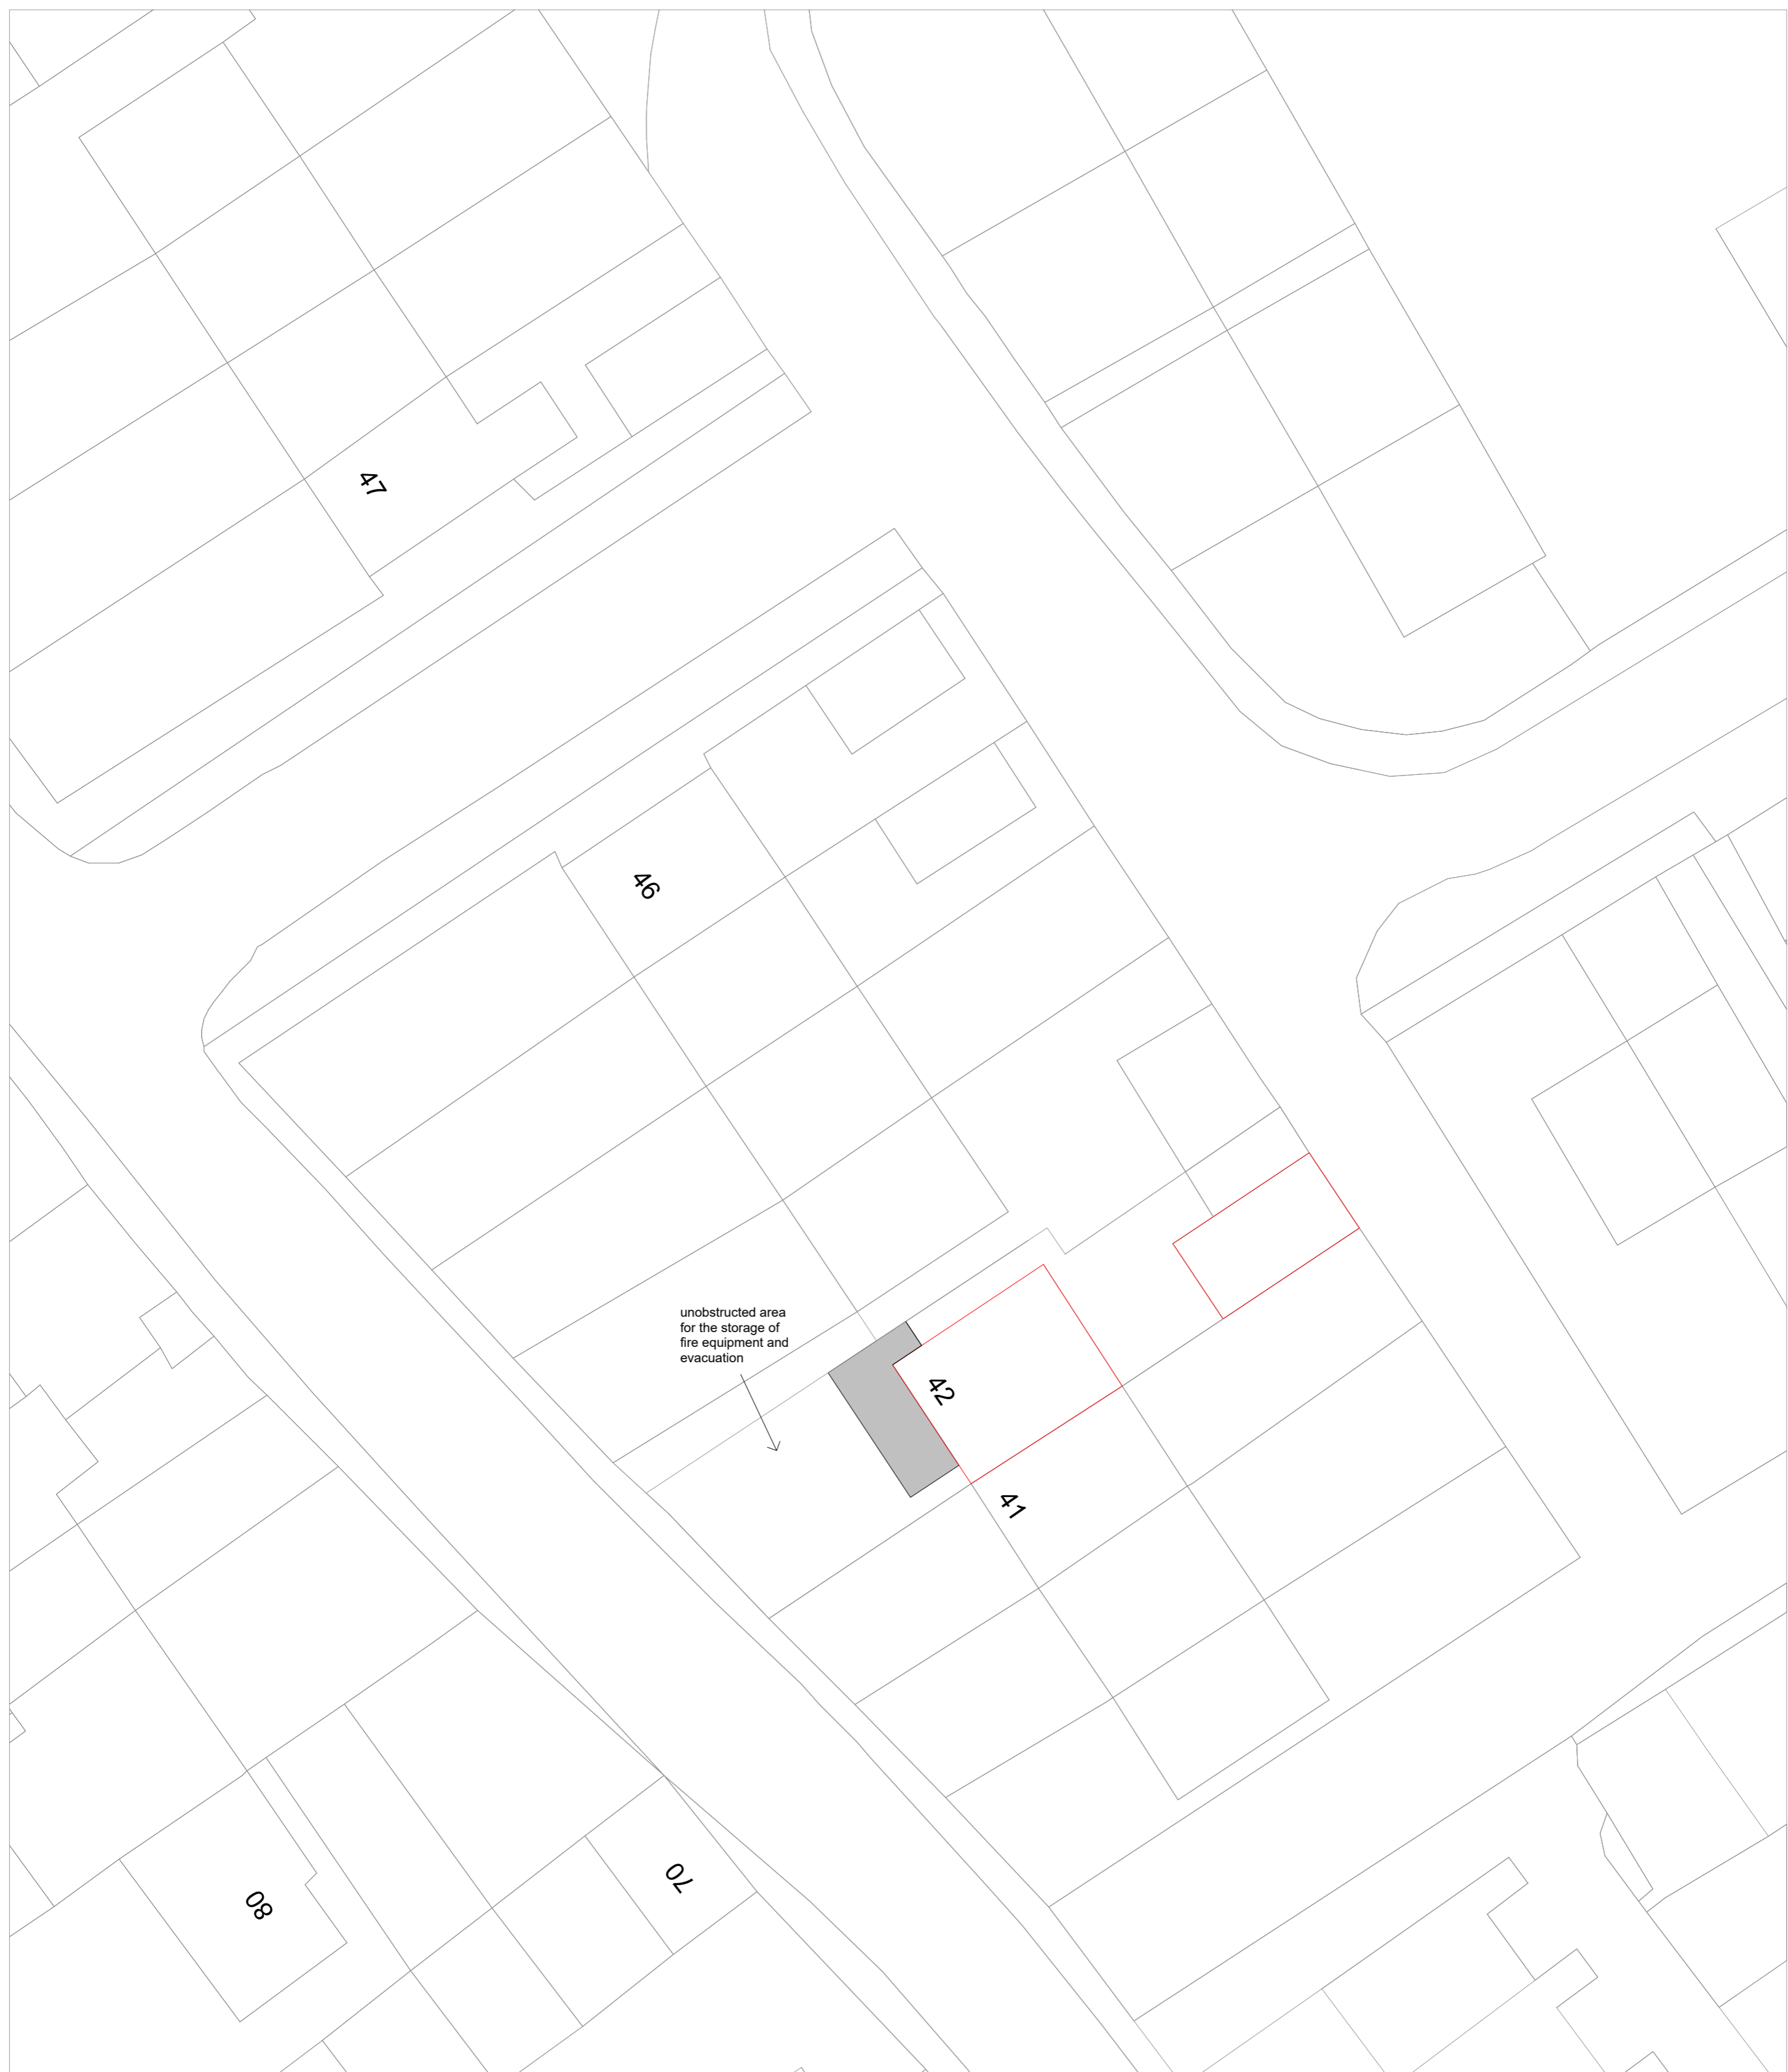 47
46
unobstructed area
for the storage of
fire equipment and
evacuation
42
41
70
80